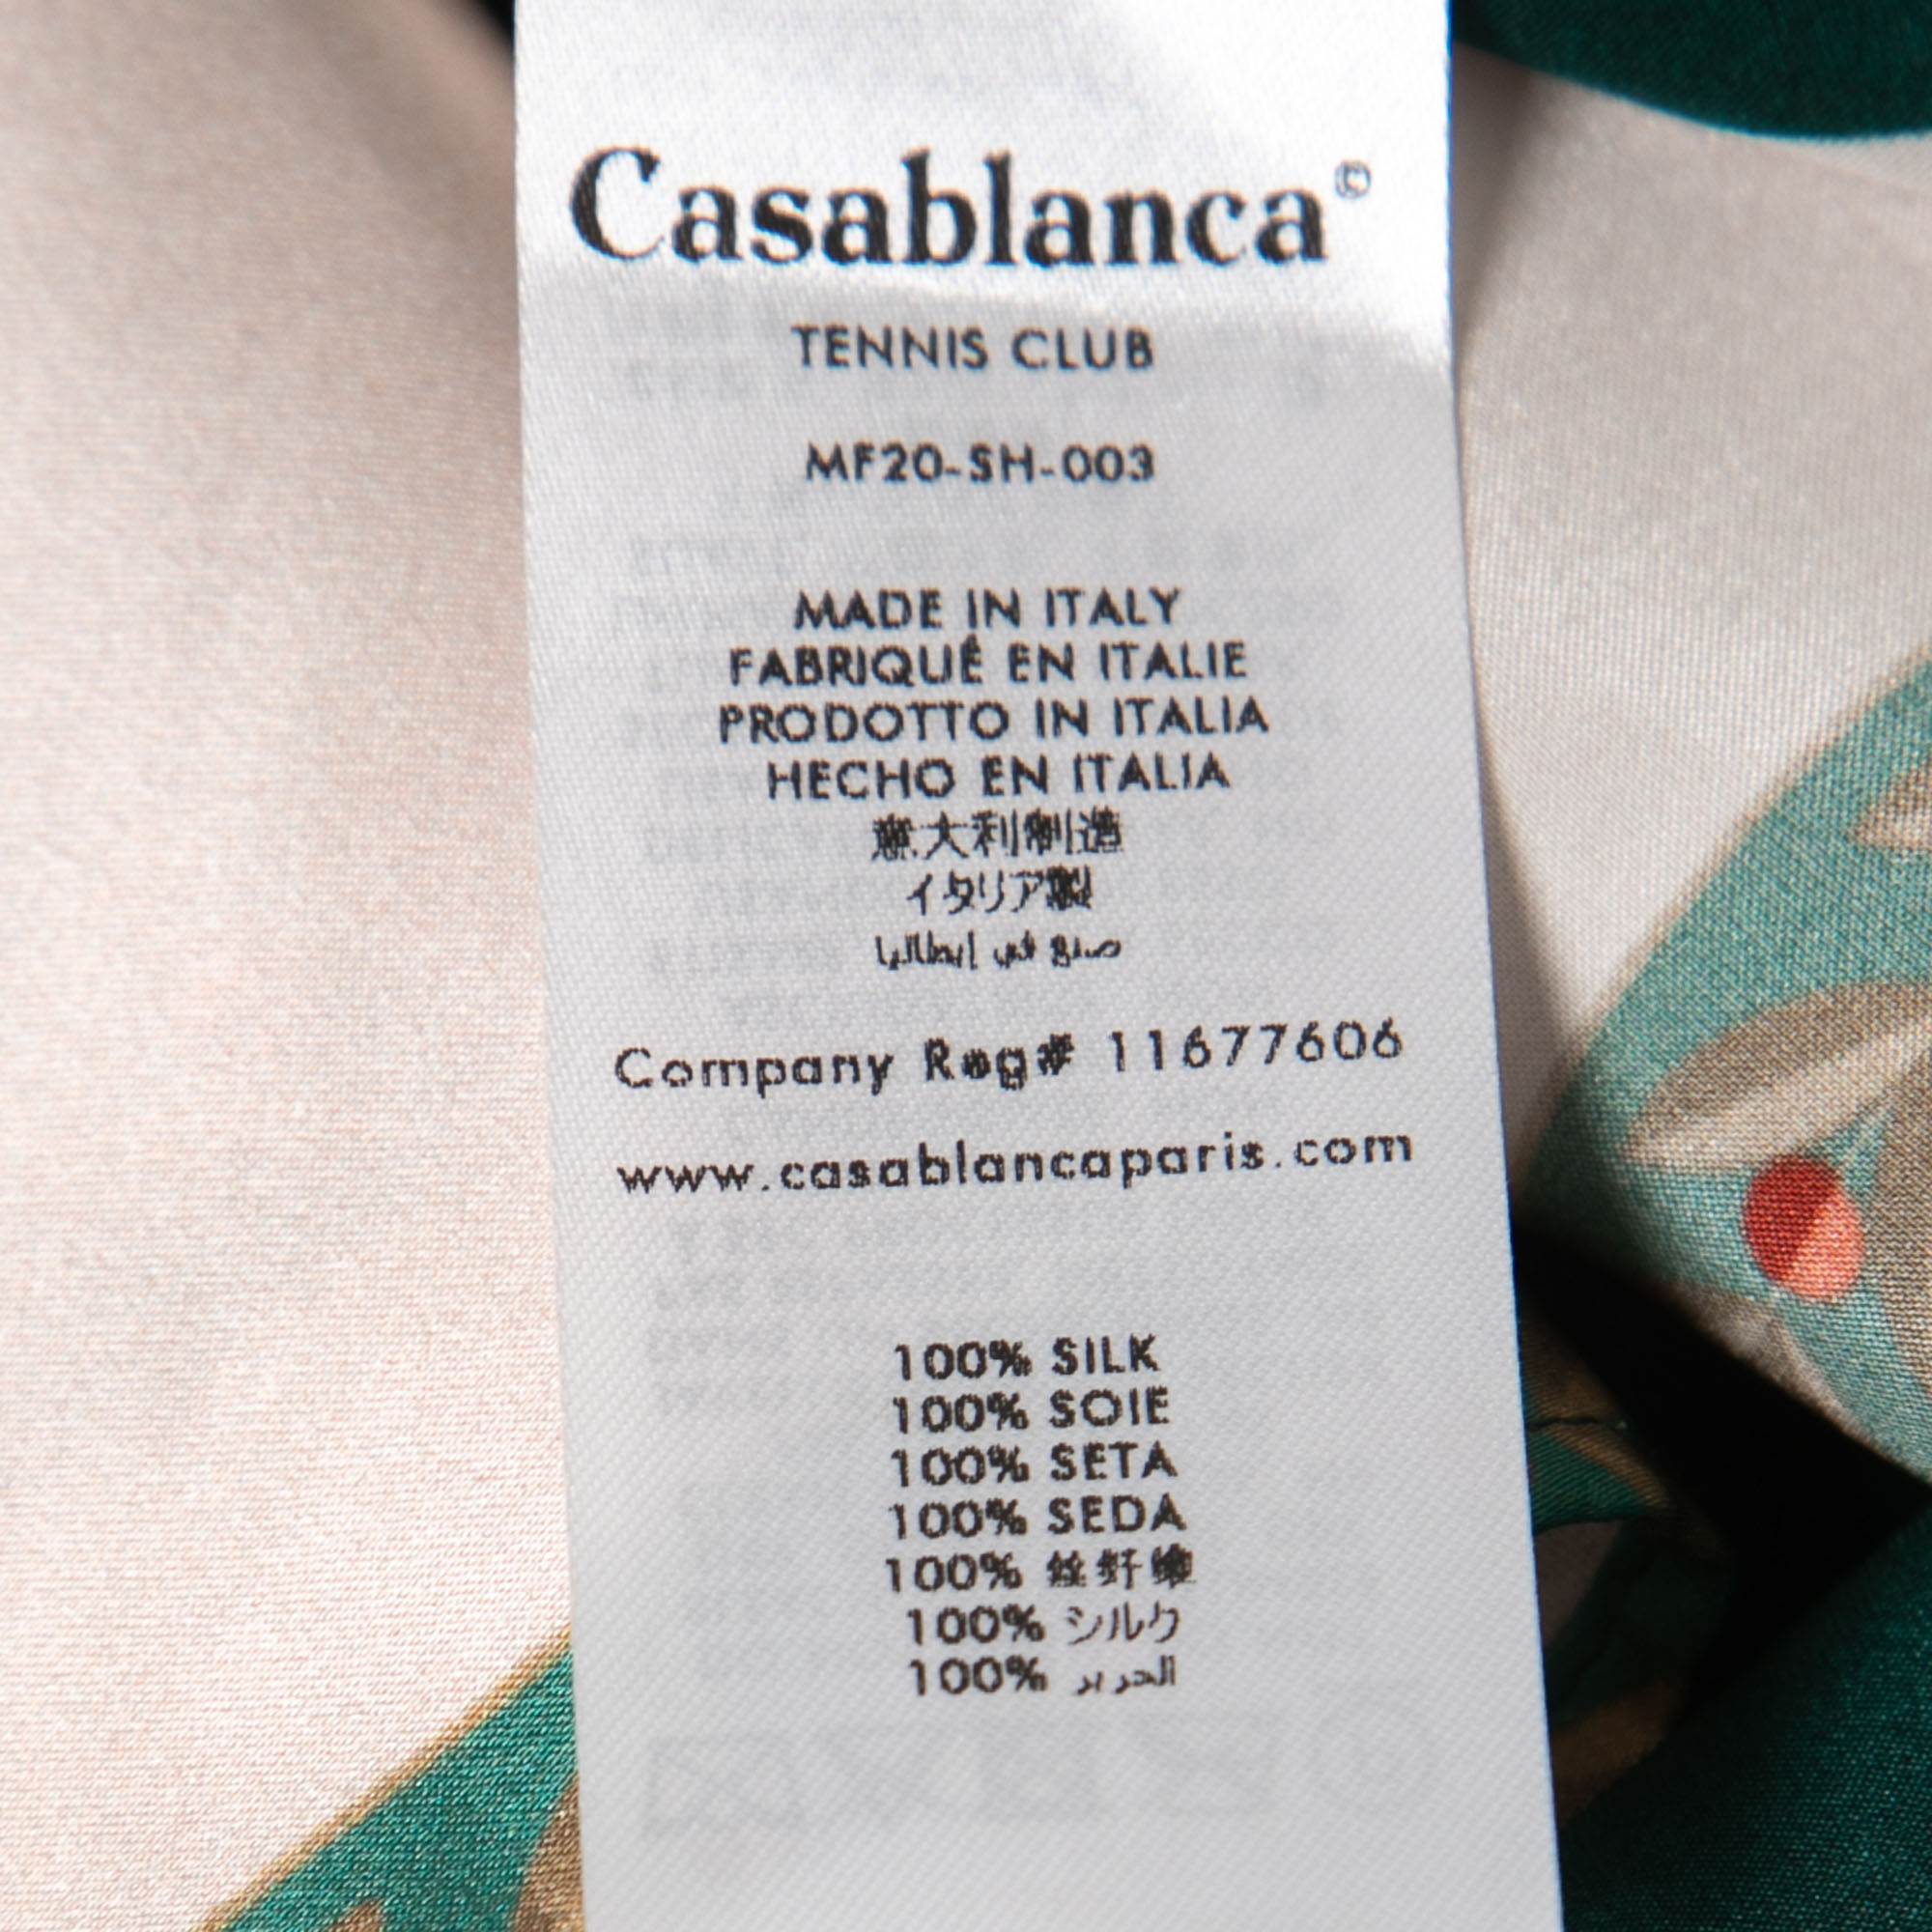 Casablanca©
TENNIS CLUB
MF20-SH-003
MADE IN ITALY
FABRIQUÉ EN ITALIE
PRODOTTO IN ITALIA
HECHO EN ITALIA
意大利制造
イタリア製
صنع في إيطاليا
Company Reg# 11677606
www.casablancaparis.com
100% SILK
100% SOIE
100% SETA
100% SEDA
100% 丝纤维
100% シルク
100% الحرير